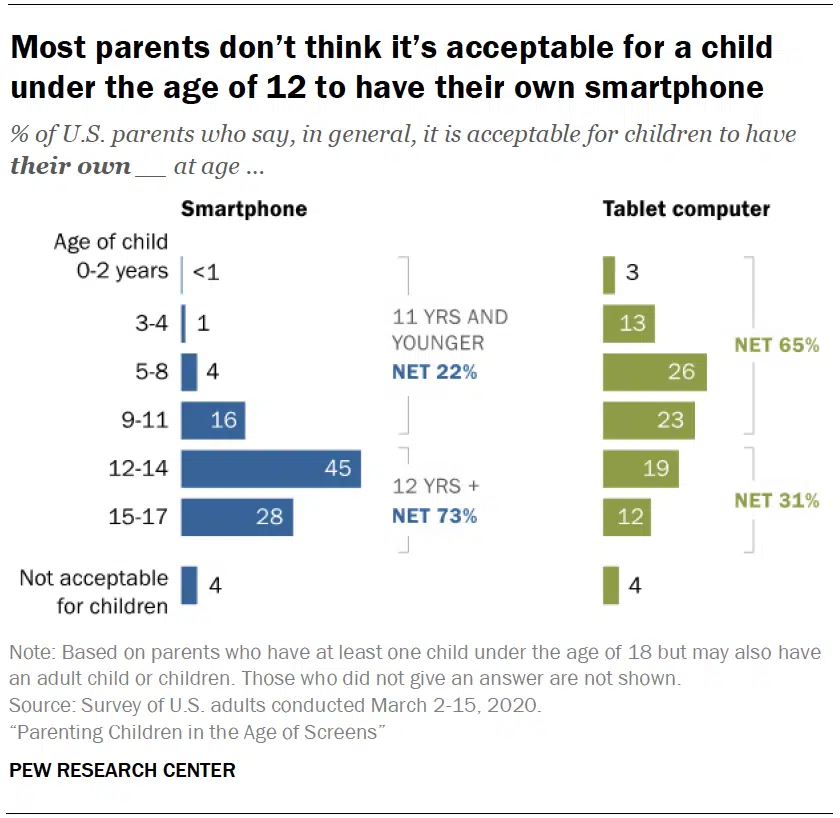 Most parents don't think it's acceptable for a child
under the age of 12 to have their own smartphone
% of U.S. parents who say, in general, it is acceptable for children to have
their own __ at age ...
Smartphone
Tablet computer
Age of child
0-2 years <1 3
3-4 1 13
11 YRS AND
YOUNGER
NET 22%
NET 65%
5-8 4 26
9-11 16 23
12-14 45 19
12 YRS +
NET 73%
NET 31%
15-17 28 12
Not acceptable
for children 4 4
Note: Based on parents who have at least one child under the age of 18 but may also have
an adult child or children. Those who did not give an answer are not shown.
Source: Survey of U.S. adults conducted March 2-15, 2020.
"Parenting Children in the Age of Screens"
PEW RESEARCH CENTER